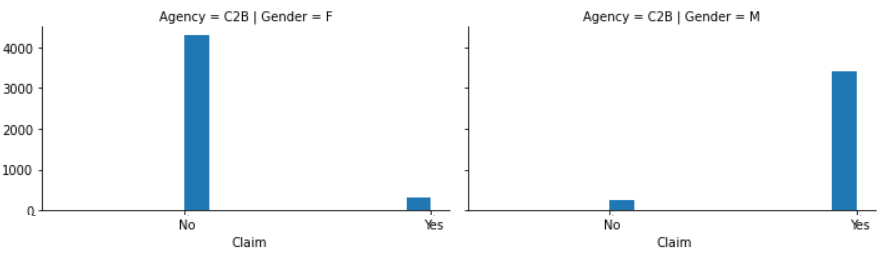 Agency = C2B | Gender = F
Agency = C2B | Gender = M
4000
3000
2000
1000
0
No
Yes
No
Yes
Claim
Claim